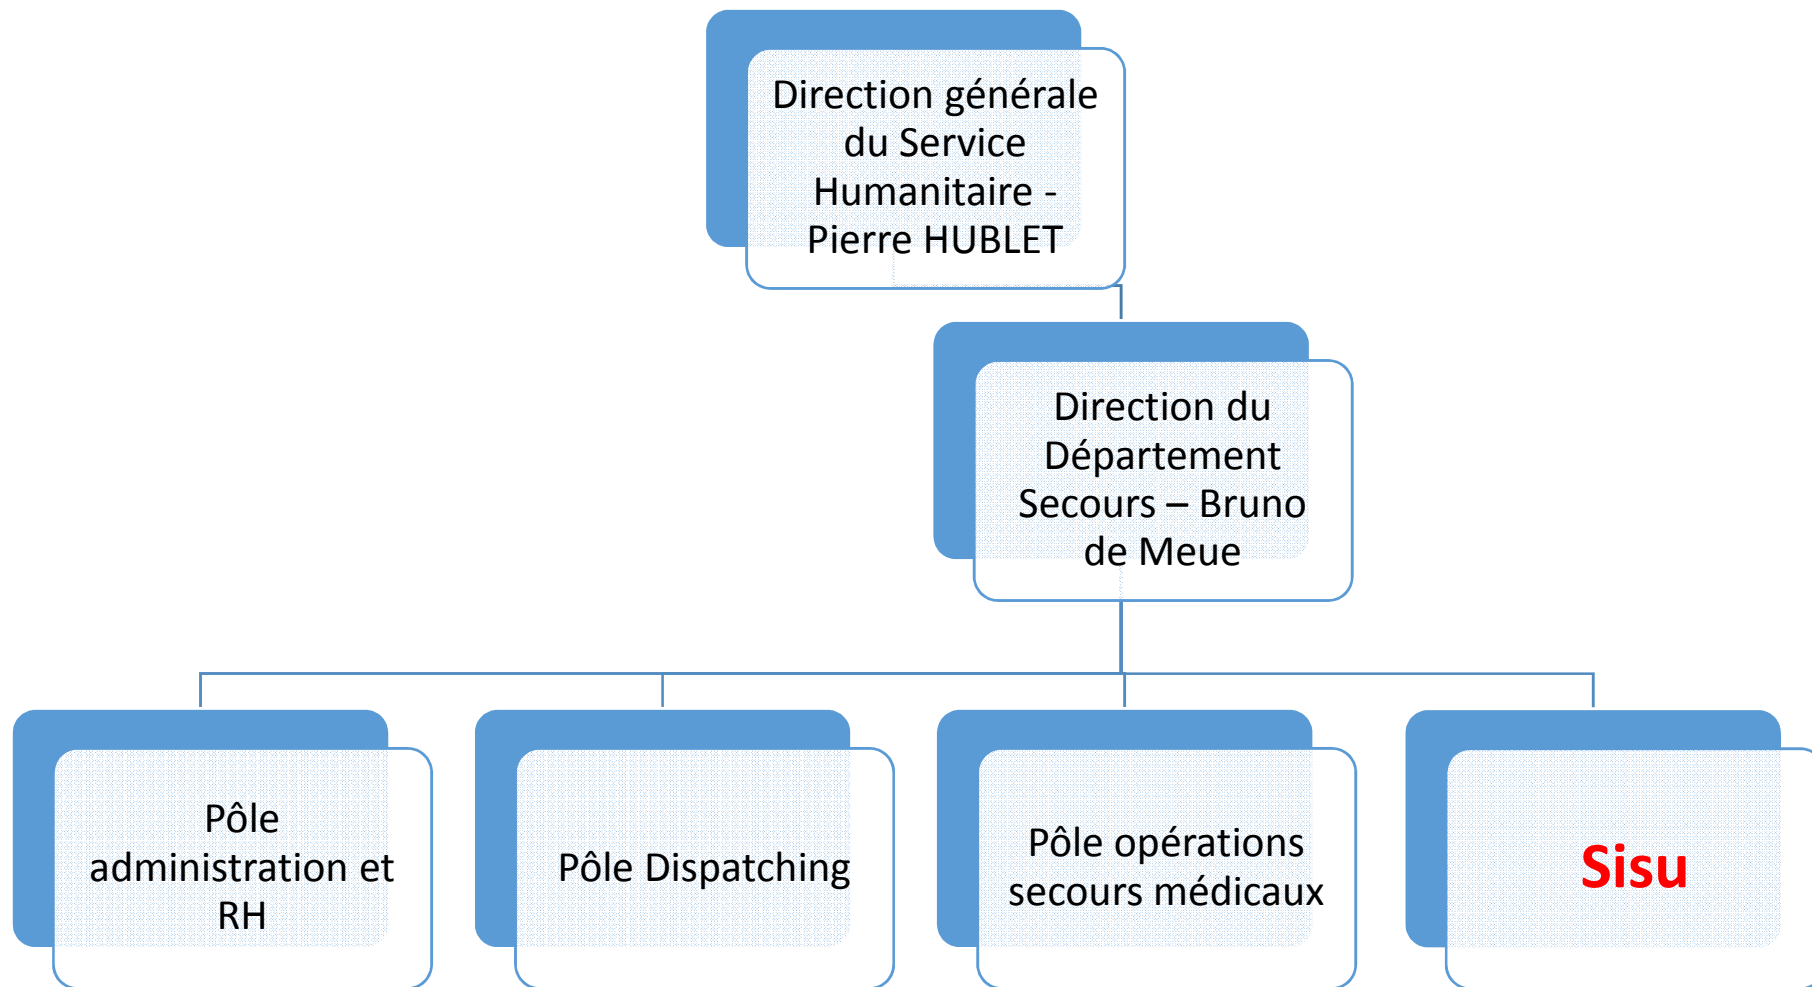 Direction générale
du Service
Humanitaire -
Pierre HUBLET
Direction du
Département
Secours – Bruno
de Meue
Pôle
administration et
RH
Pôle Dispatching
Pôle opérations
secours médicaux
Sisu